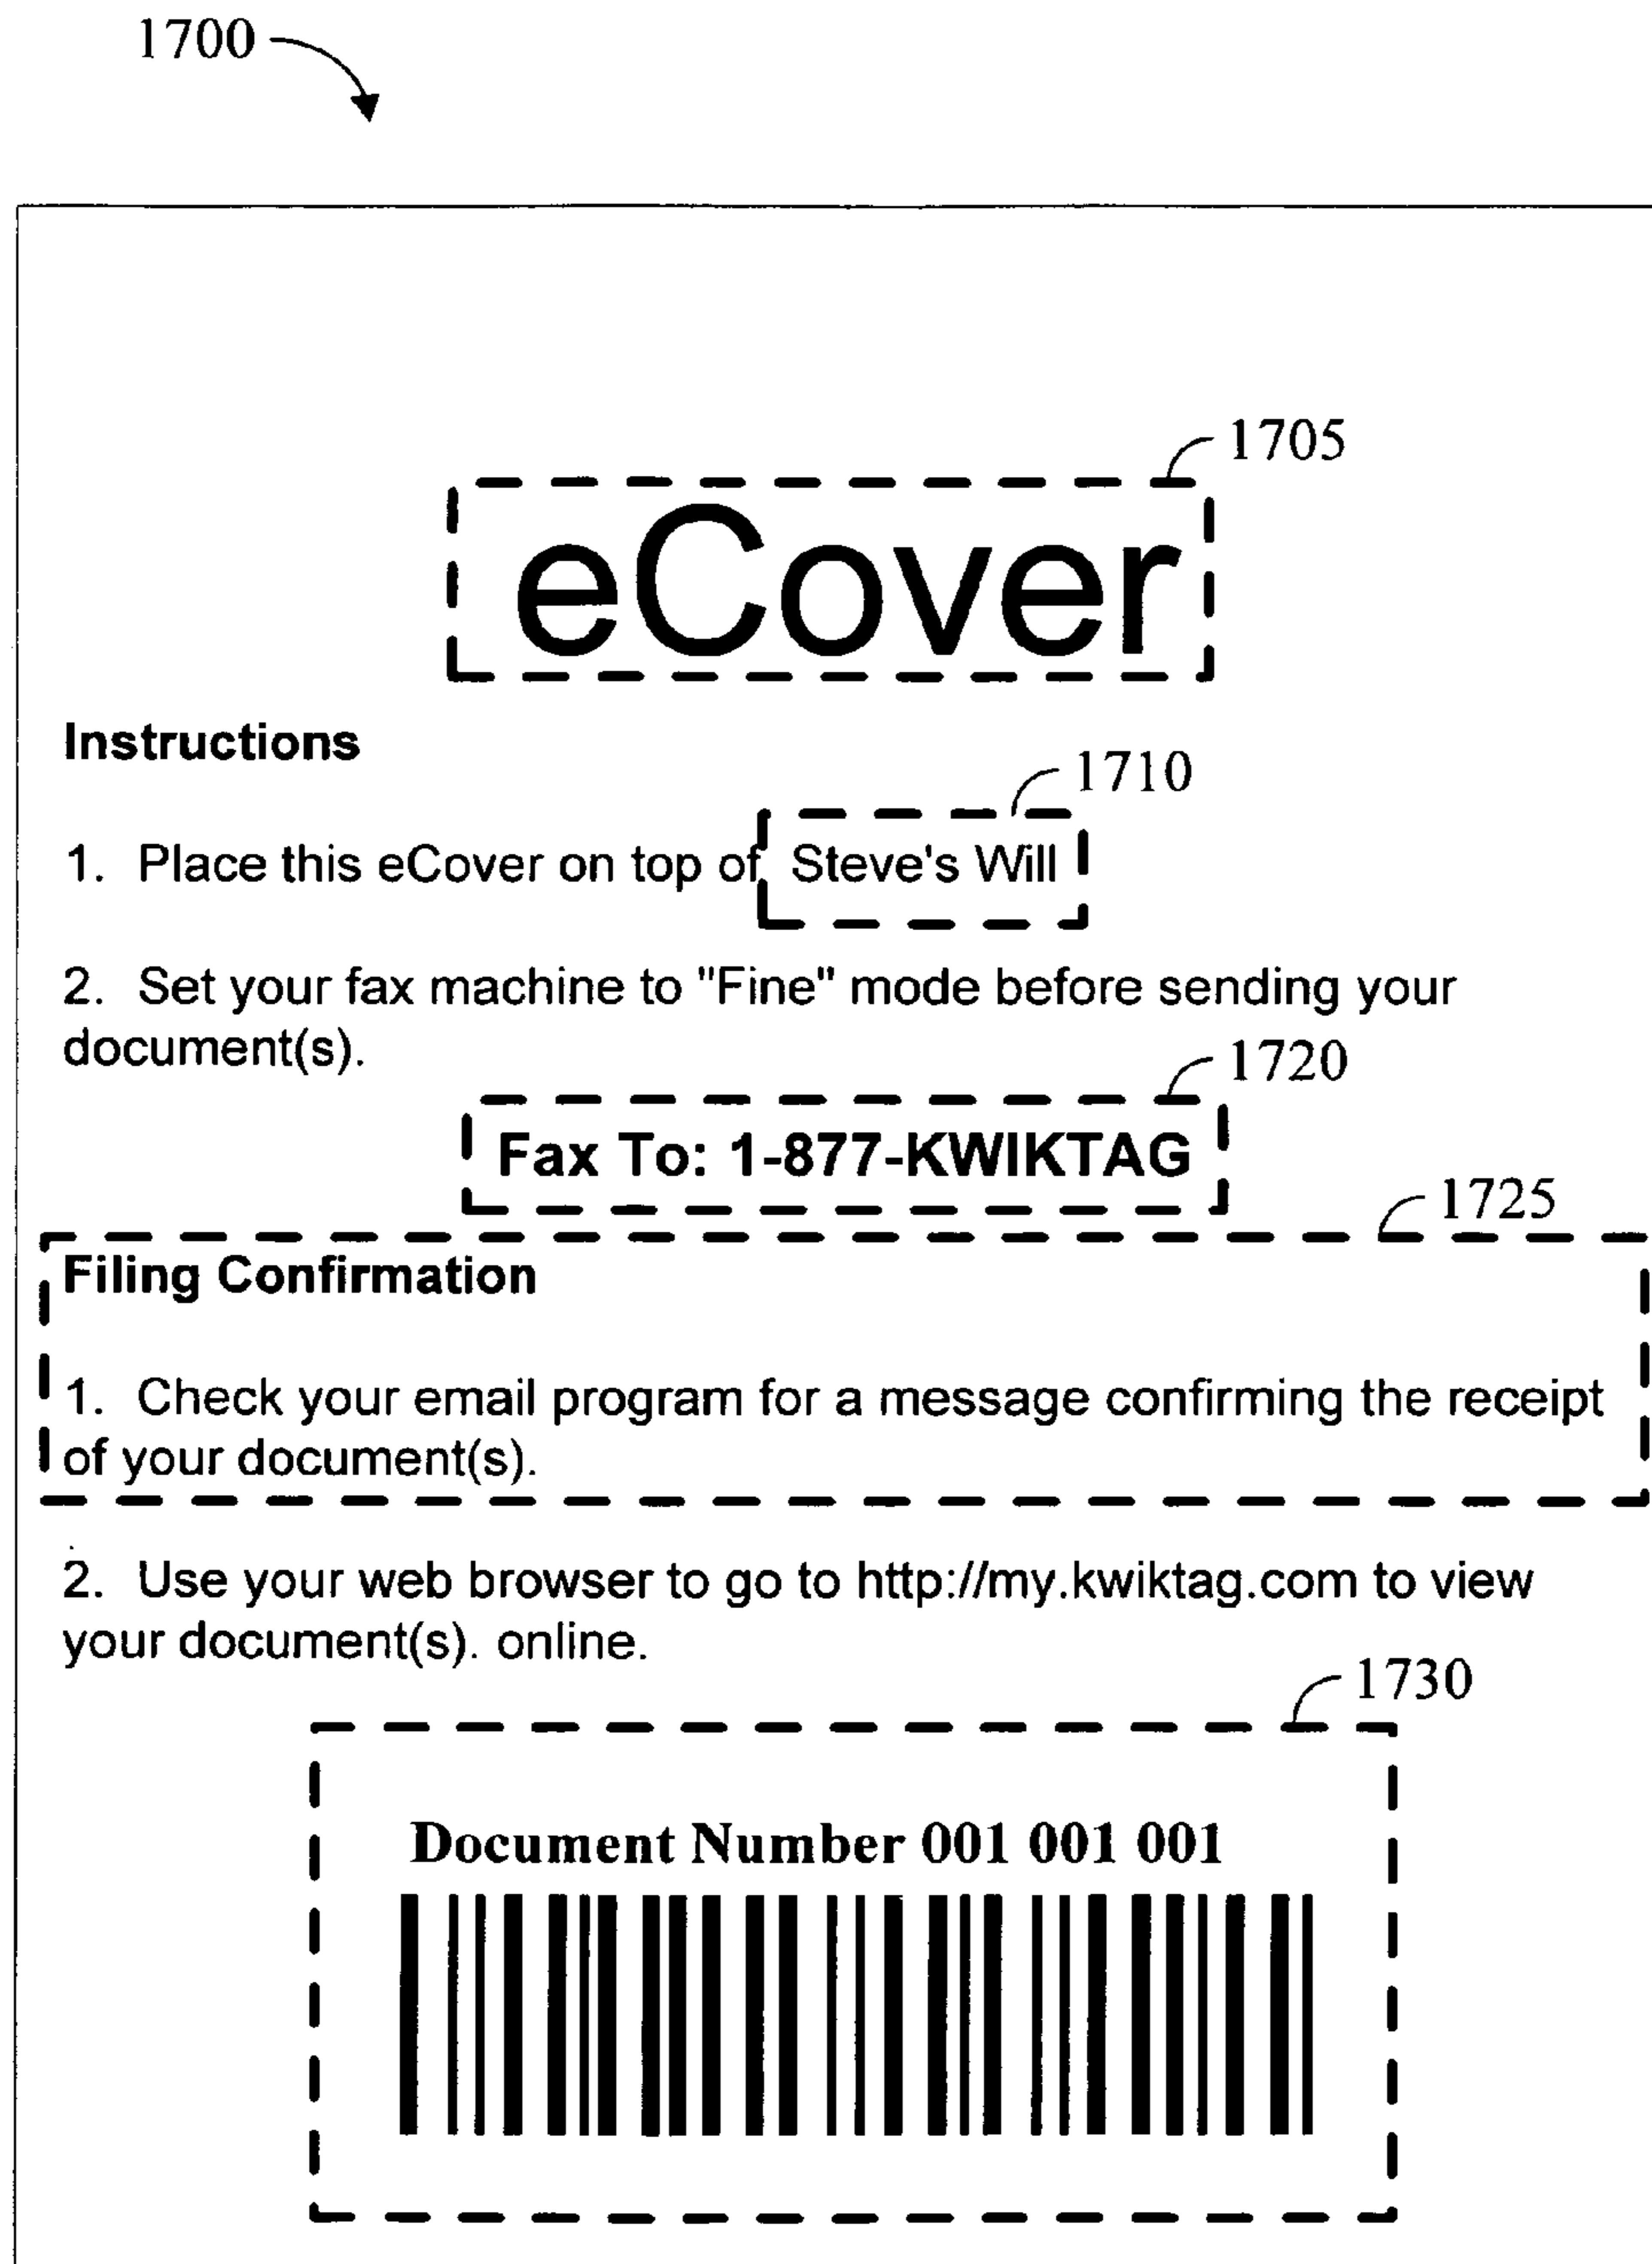 1700
1705
eCover
Instructions
1710
1. Place this eCover on top of Steve's Will
2. Set your fax machine to "Fine" mode before sending your
document(s).
1720
Fax To: 1-877-KWIKTAG
1725
Filing Confirmation
1. Check your email program for a message confirming the receipt
of your document(s).
2. Use your web browser to go to http://my.kwiktag.com to view
your document(s). online.
1730
Document Number 001 001 001